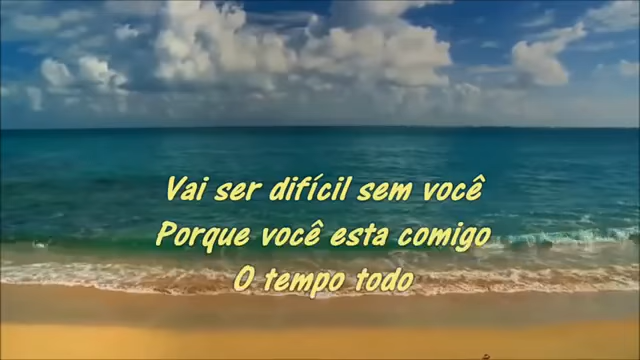 Vai ser difícil sem você
Porque você esta comigo
O tempo todo